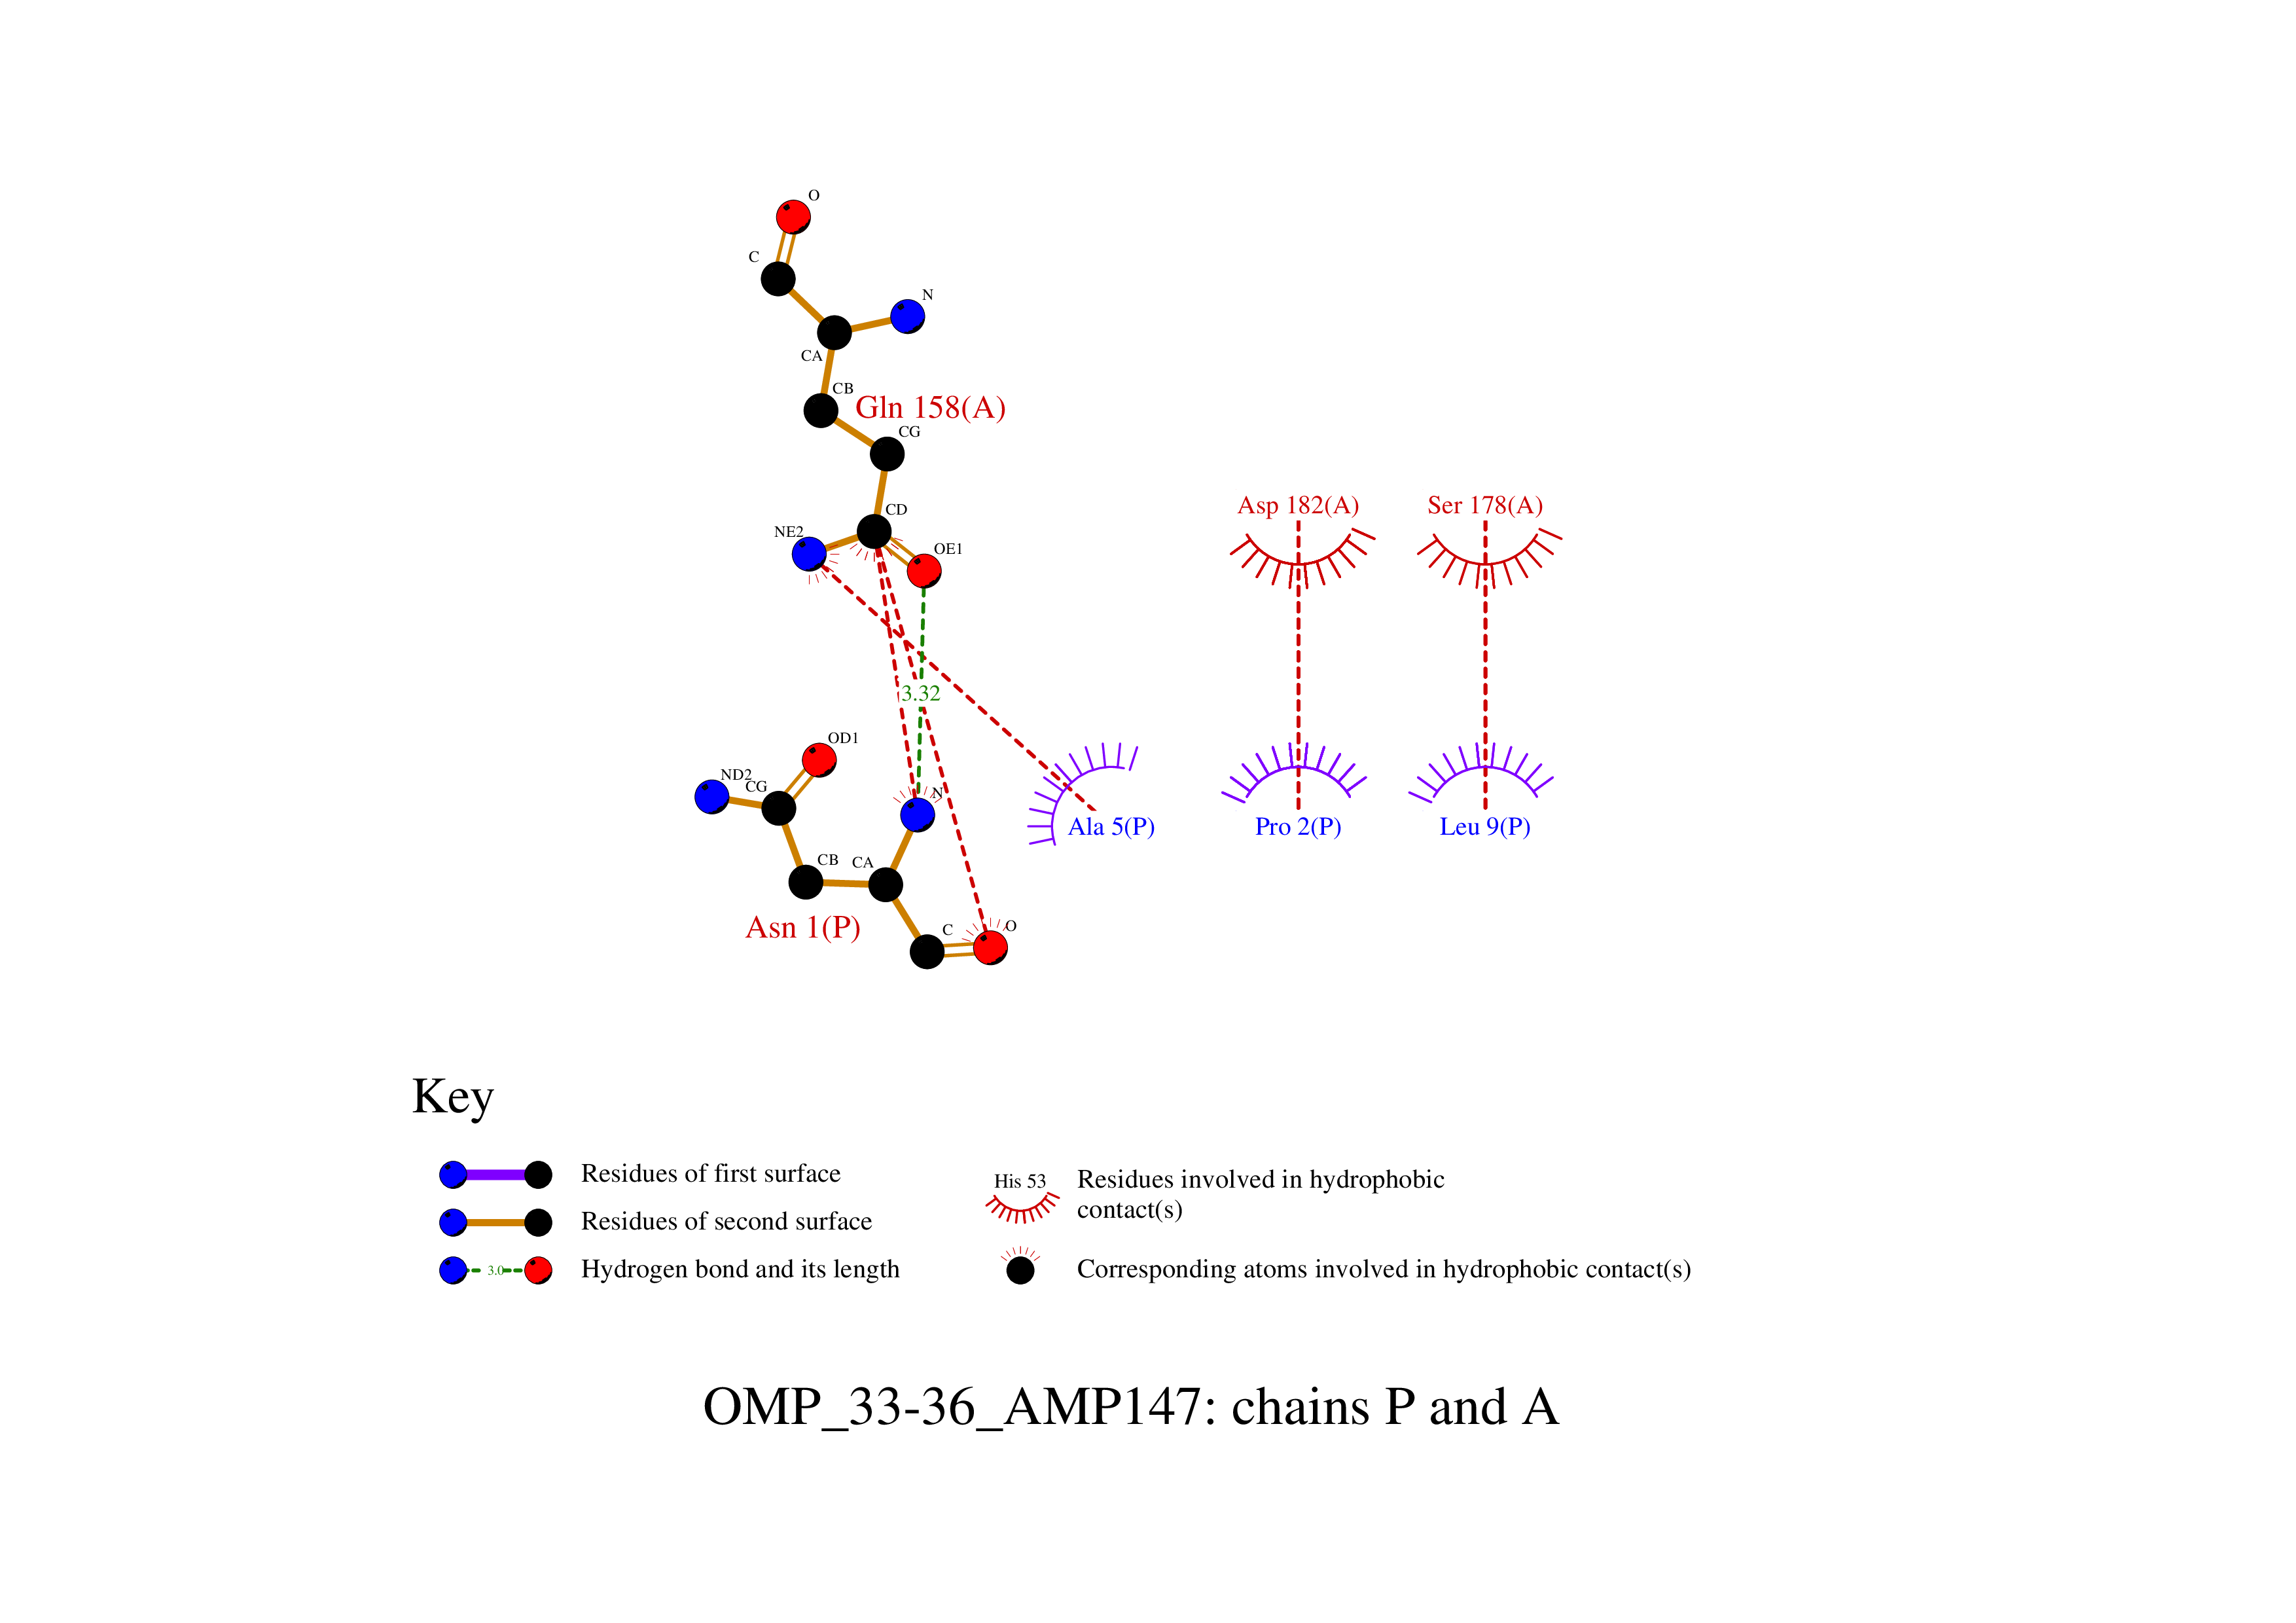 O
C
N
CA
CB
Gln 158(A)
CG
CD
NE2
OE1
Asp 182(A)
Ser 178(A)
3.32
OD1
ND2
CG
N
Ala 5(P)
Pro 2(P)
Leu 9(P)
CB
CA
Asn 1(P)
C
O
Key
Residues of first surface
Residues of second surface
3.0
Hydrogen bond and its length
His 53
Residues involved in hydrophobic
contact(s)
Corresponding atoms involved in hydrophobic contact(s)
OMP_33-36_AMP147: chains P and A